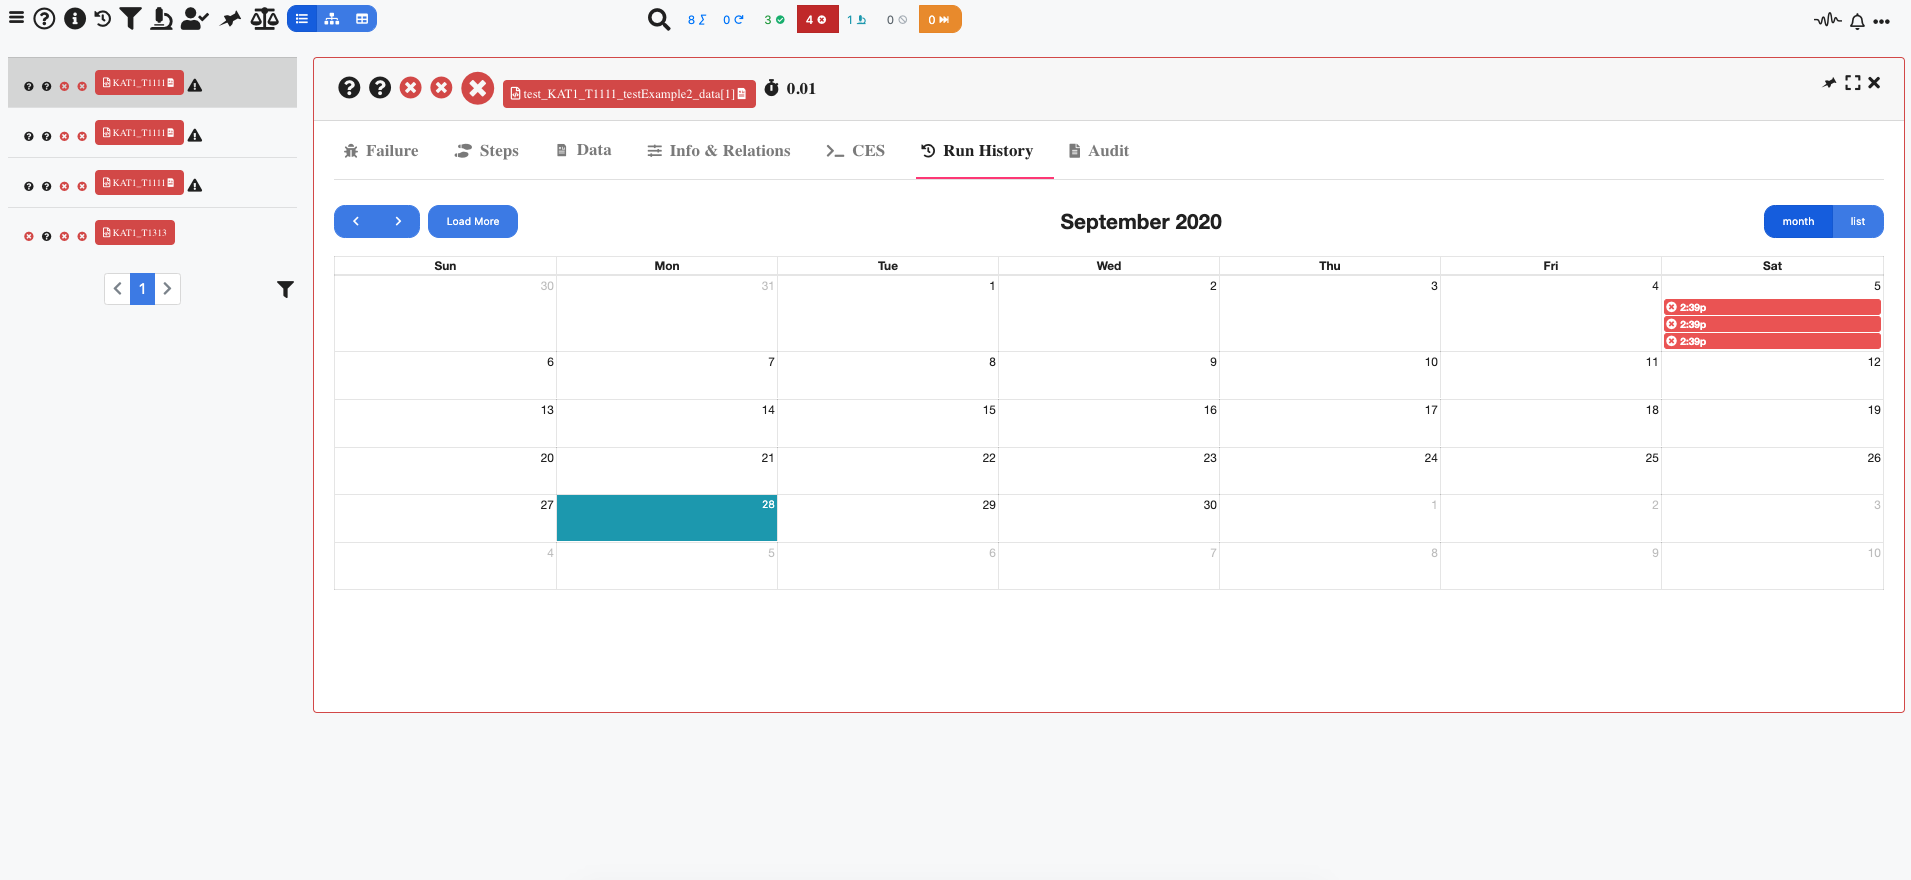 8 0 3 4 1 0 0
KAT1_T1111
KAT1_T1111
KAT1_T1111
KAT1_T1313
1
test_KAT1_T1111_testExample2_data[1] 0.01
Failure Steps Data Info & Relations CES Run History Audit
Load More September 2020 month list
Sun Mon Tue Wed Thu Fri Sat
30 31 1 2 3 4 5
2:39p
2:39p
2:39p
6 7 8 9 10 11 12
13 14 15 16 17 18 19
20 21 22 23 24 25 26
27 28 29 30 1 2 3
4 5 6 7 8 9 10